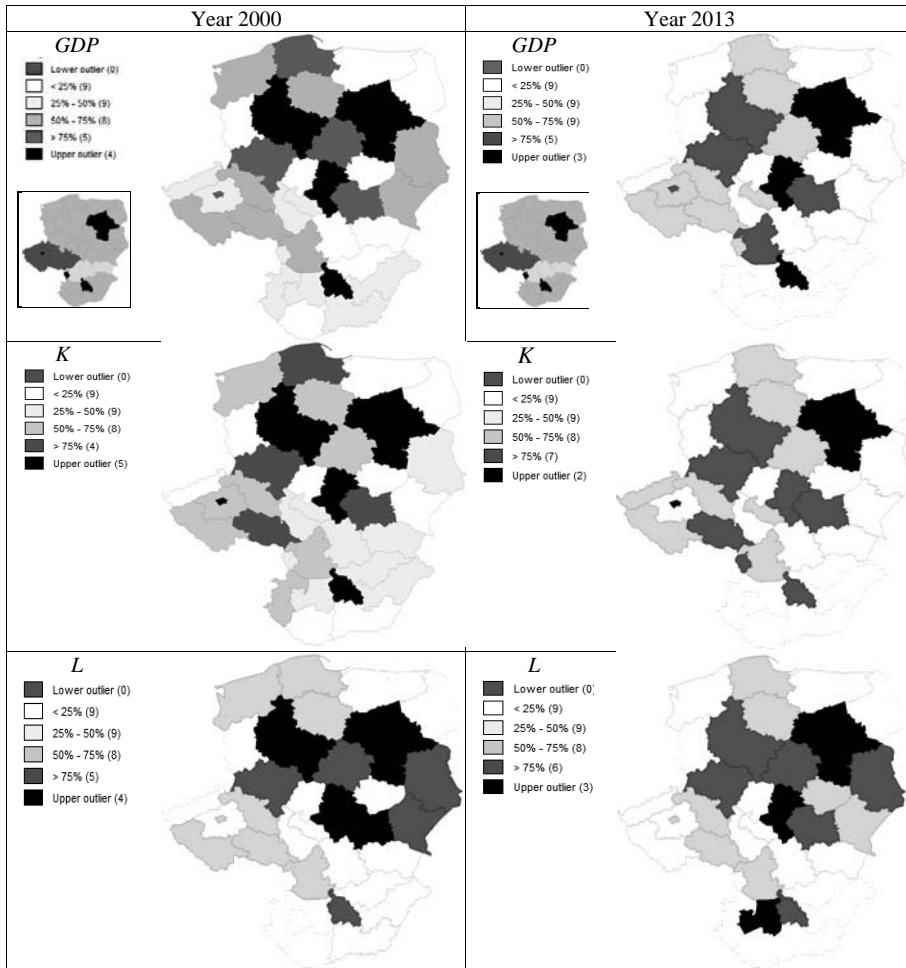 Year 2000
Year 2013
GDP
Lower outlier (0)
< 25% (9)
25% - 50% (9)
50% - 75% (8)
> 75% (5)
Upper outlier (4)
GDP
Lower outlier (0)
< 25% (9)
25% - 50% (9)
50% - 75% (9)
> 75% (5)
Upper outlier (3)
K
Lower outlier (0)
< 25% (9)
25% - 50% (9)
50% - 75% (8)
> 75% (4)
Upper outlier (5)
K
Lower outlier (0)
< 25% (9)
25% - 50% (9)
50% - 75% (8)
> 75% (7)
Upper outlier (2)
L
Lower outlier (0)
< 25% (9)
25% - 50% (9)
50% - 75% (8)
> 75% (5)
Upper outlier (4)
L
Lower outlier (0)
< 25% (9)
25% - 50% (9)
50% - 75% (8)
> 75% (6)
Upper outlier (3)